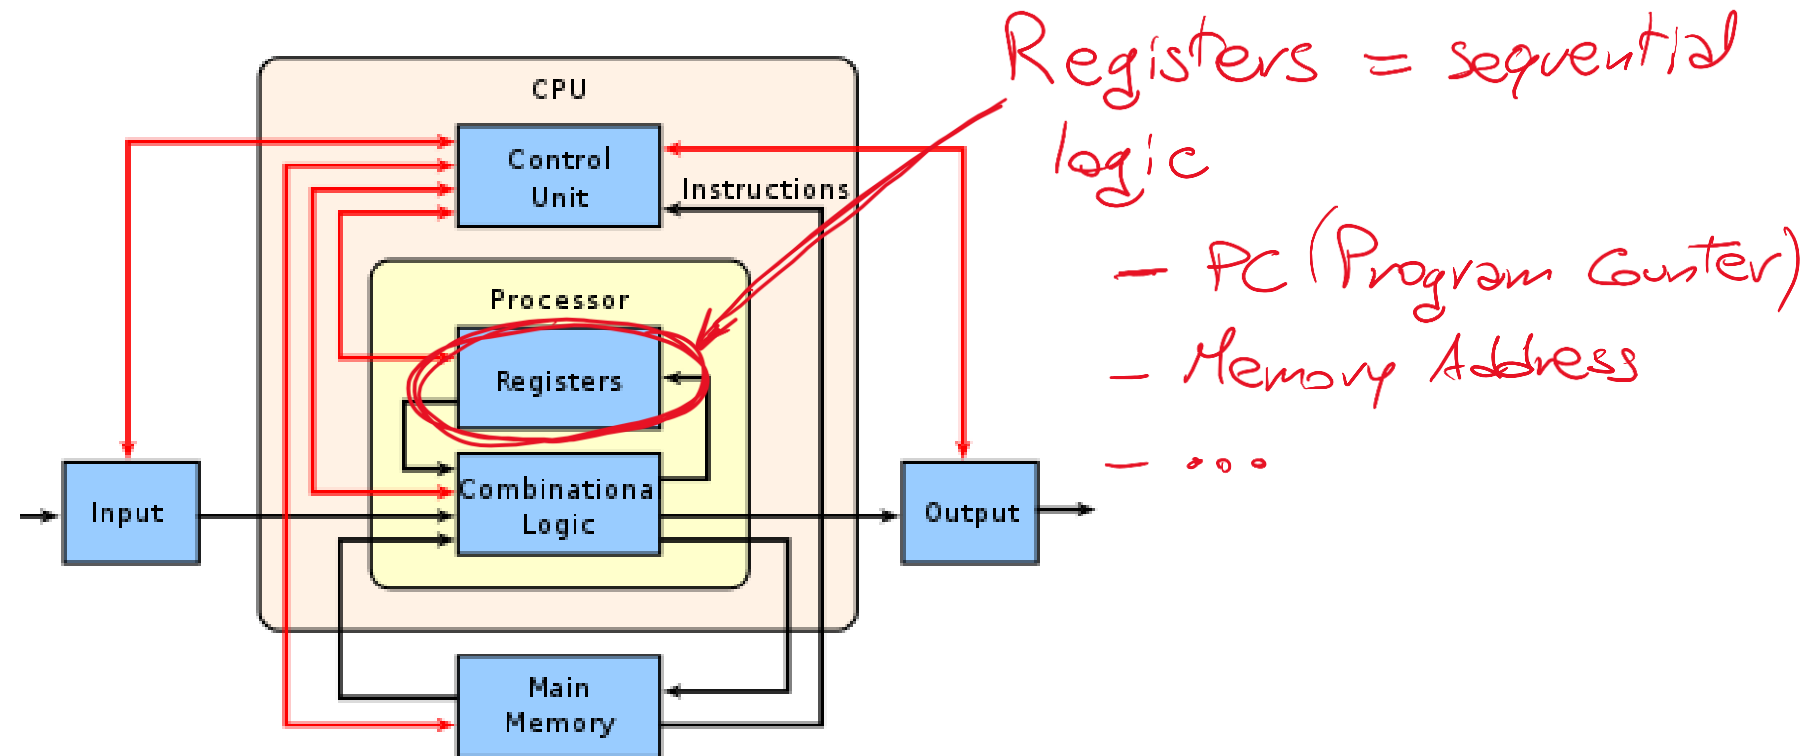 Registers = sequential
logic
- PC (Program Counter)
- Memory Address
- ...
CPU
Control
Unit
Instructions
Processor
Registers
Combinationa
Logic
Input
Output
Main
Memory